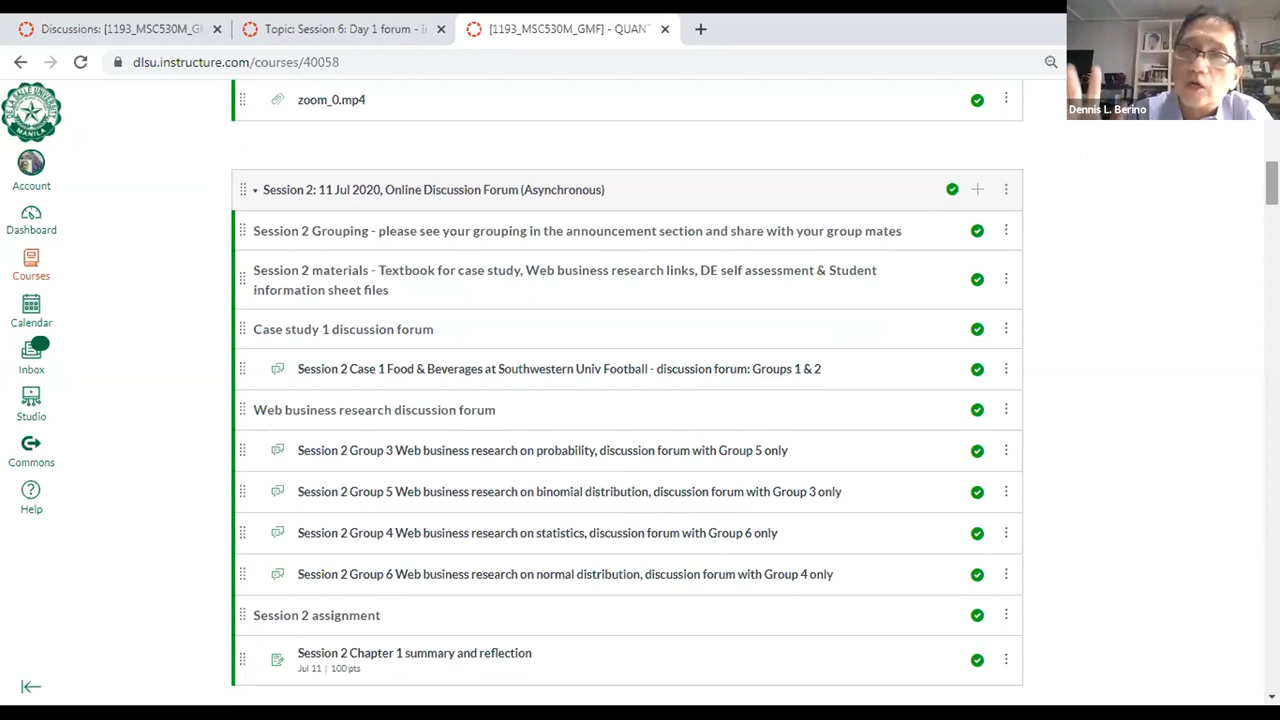 Discussions: [1193_MSC530M_GM
Topic: Session 6: Day 1 forum - I
[1193_MSC530M_GMF] - QUANT
dlsu.instructure.com/courses/40058
Dennis L. Berino
DE LA SALLE UNIVERSITY
MANILA
Account
Dashboard
Courses
Calendar
Inbox
Studio
Commons
Help
zoom_0.mp4
Session 2: 11 Jul 2020, Online Discussion Forum (Asynchronous)
Session 2 Grouping - please see your grouping in the announcement section and share with your group mates
Session 2 materials - Textbook for case study, Web business research links, DE self assessment & Student
information sheet files
Case study 1 discussion forum
Session 2 Case 1 Food & Beverages at Southwestern Univ Football - discussion forum: Groups 1 & 2
Web business research discussion forum
Session 2 Group 3 Web business research on probability, discussion forum with Group 5 only
Session 2 Group 5 Web business research on binomial distribution, discussion forum with Group 3 only
Session 2 Group 4 Web business research on statistics, discussion forum with Group 6 only
Session 2 Group 6 Web business research on normal distribution, discussion forum with Group 4 only
Session 2 assignment
Session 2 Chapter 1 summary and reflection
Jul 11 | 100 pts